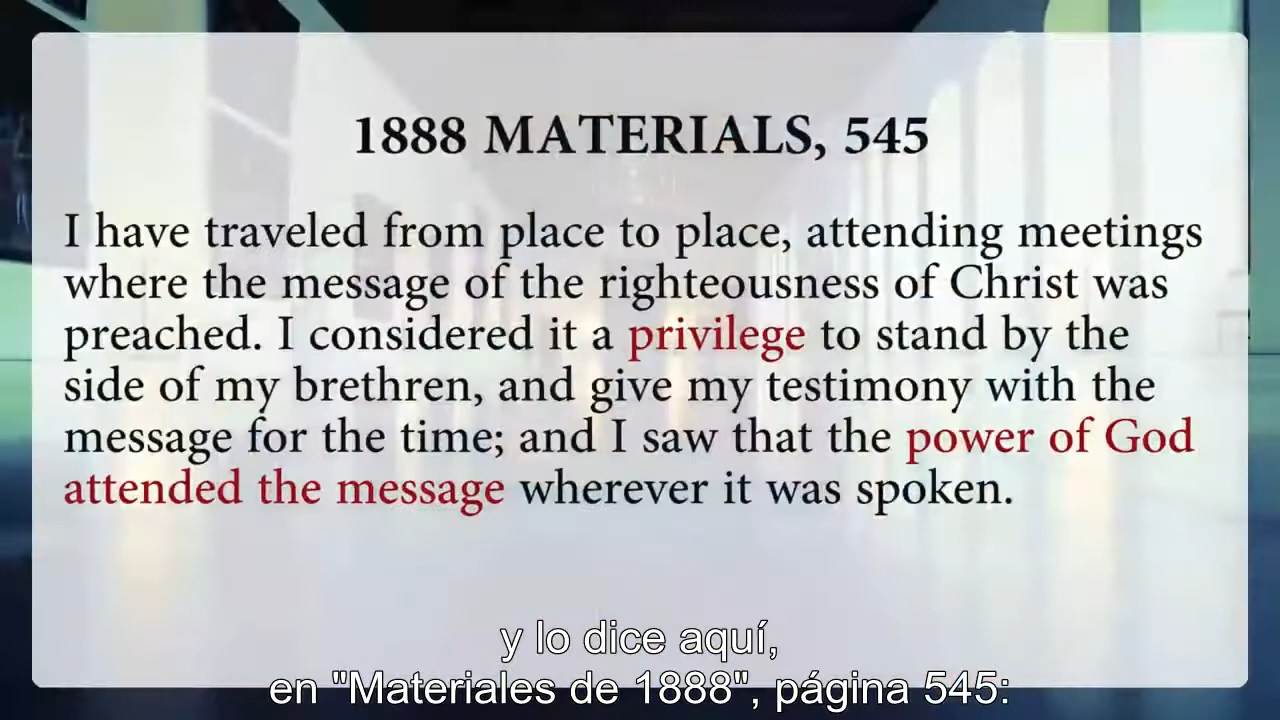 1888 MATERIALS, 545
I have traveled from place to place, attending meetings
where the message of the righteousness of Christ was
preached. I considered it a privilege to stand by the
side of my brethren, and give my testimony with the
message for the time; and I saw that the power of God
attended the message wherever it was spoken.
y lo dice aquí,
en "Materiales de 1888", página 545: